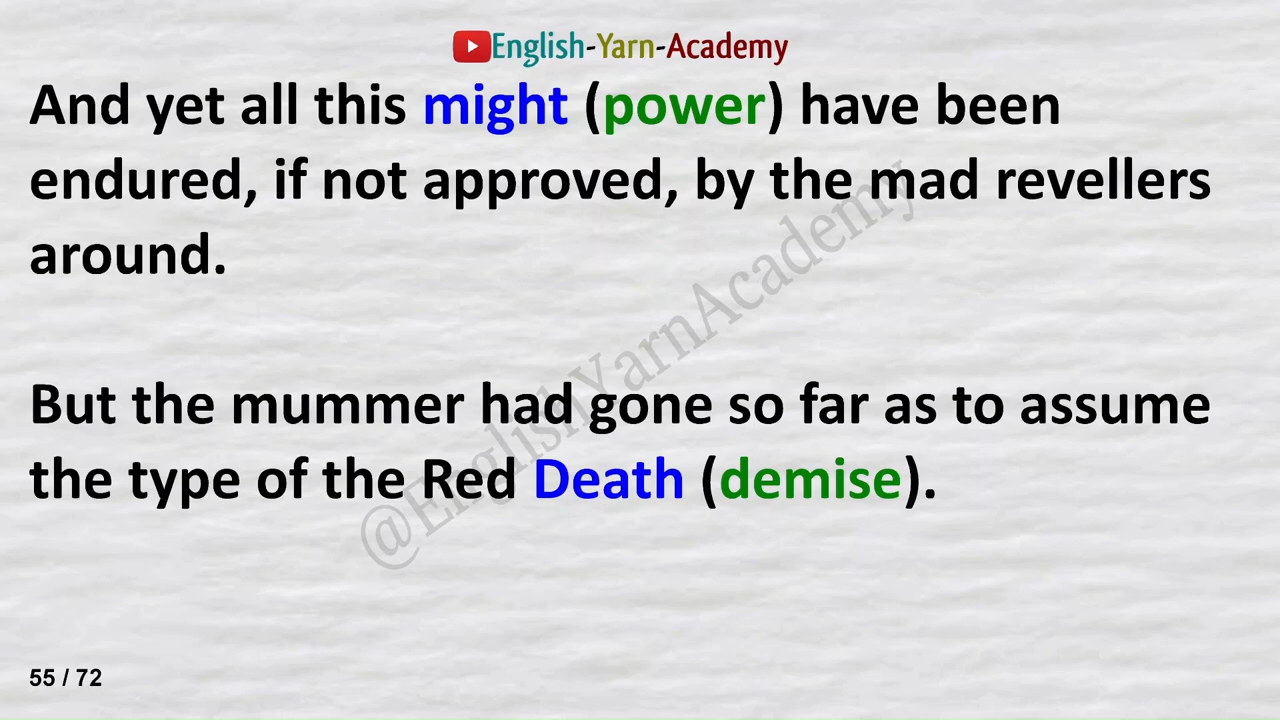 English-Yarn-Academy
And yet all this might (power) have been
endured, if not approved, by the mad revellers
around.
But the mummer had gone so far as to assume
the type of the Red Death (demise).
@EnglishYarnAcademy
55 / 72